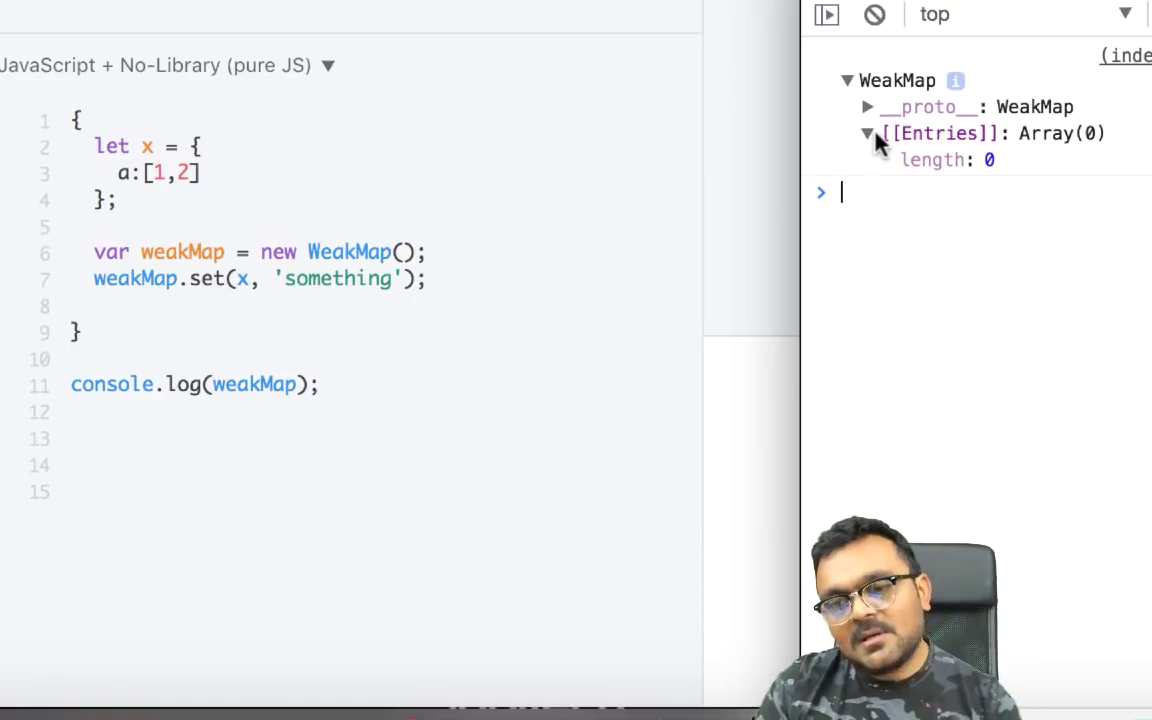 JavaScript + No-Library (pure JS) ▼
1 {
2 let x = {
3 a:[1,2]
4 };
5
6 var weakMap = new WeakMap();
7 weakMap.set(x, 'something');
8
9 }
10
11 console.log(weakMap);
12
13
14
15
top ▼
(inde
▼ WeakMap i
▶ __proto__: WeakMap
▼ [[Entries]]: Array(0)
length: 0
>